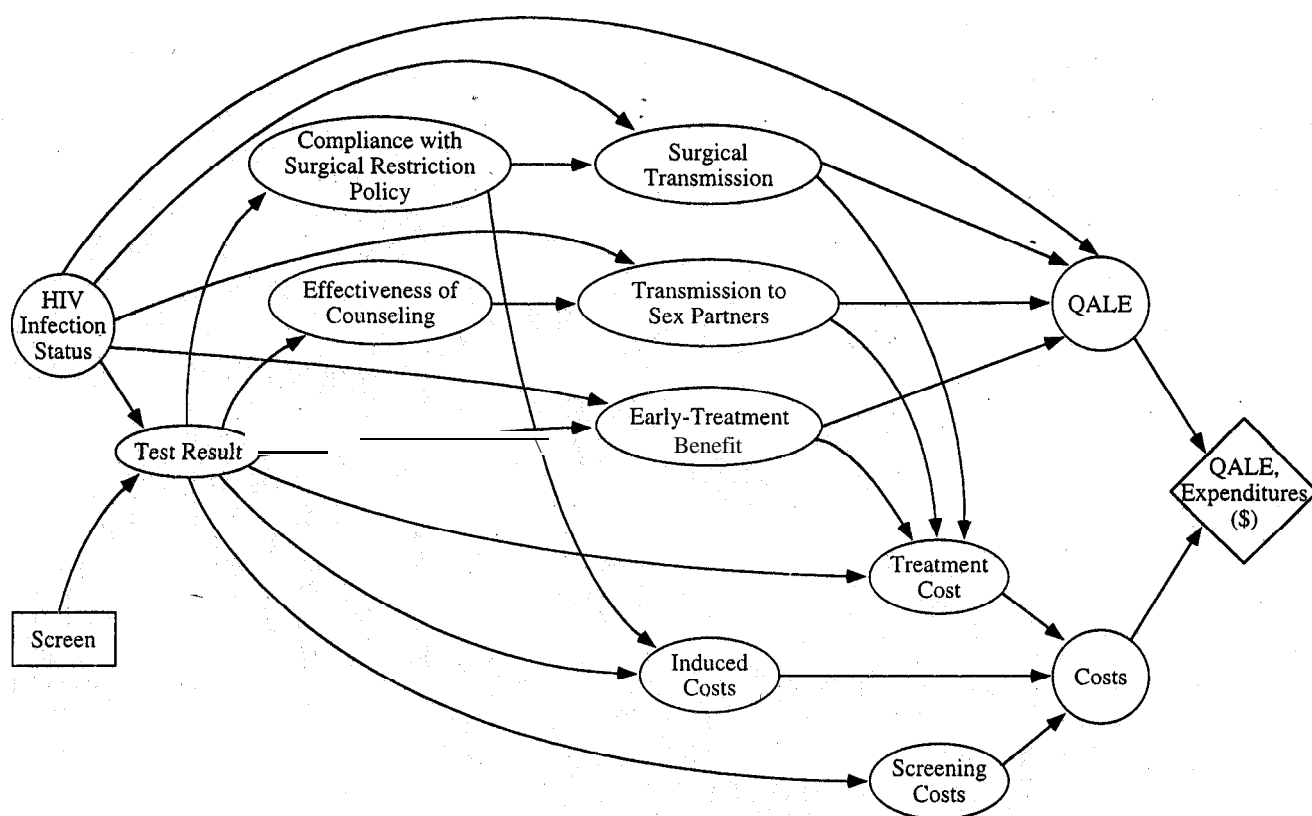 Compliance with
Surgical Restriction
Policy
Surgical
Transmission
HIV
Infection
Status
Effectiveness of
Counseling
Transmission to
Sex Partners
QALE
Early-Treatment
Benefit
Test Result
QALE,
Expenditures
($)
Treatment
Cost
Screen
Induced
Costs
Costs
Screening
Costs